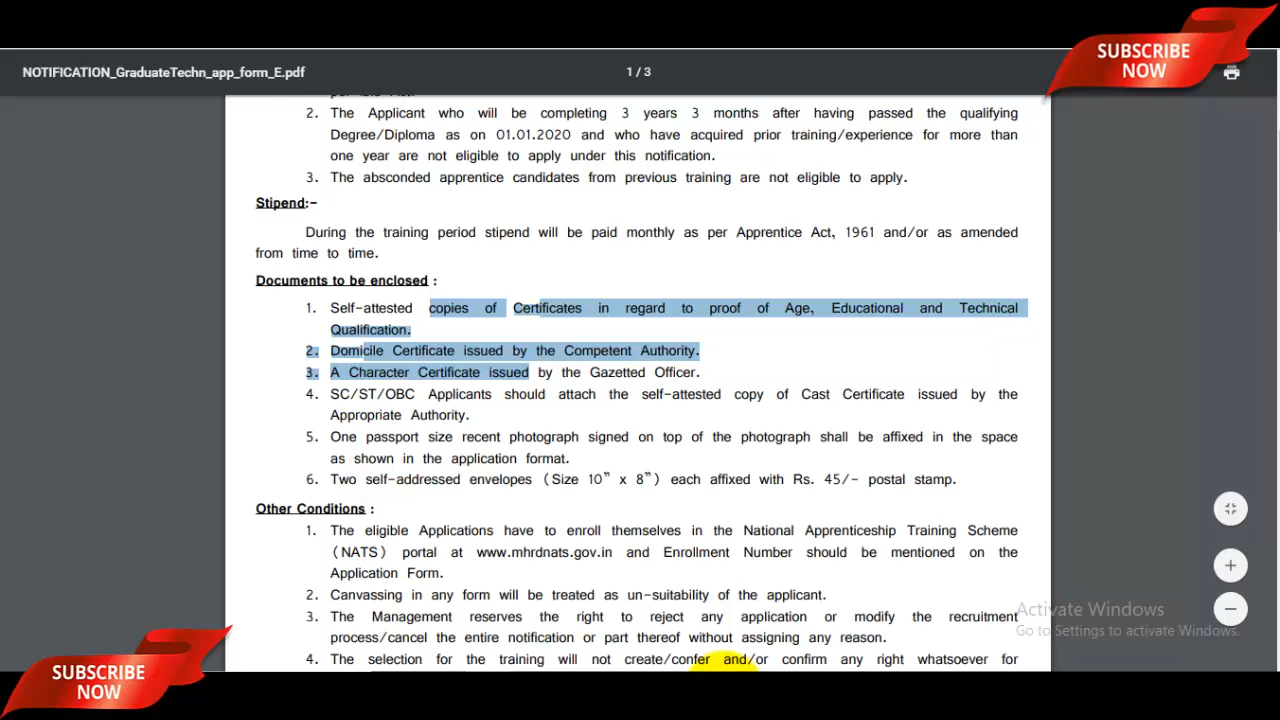 SUBSCRIBE
NOW
NOTIFICATION_GraduateTechn_app_form_E.pdf
1 / 3
2. The Applicant who will be completing 3 years 3 months after having passed the qualifying
Degree/Diploma as on 01.01.2020 and who have acquired prior training/experience for more than
one year are not eligible to apply under this notification.
3. The absconded apprentice candidates from previous training are not eligible to apply.
Stipend:-
During the training period stipend will be paid monthly as per Apprentice Act, 1961 and/or as amended
from time to time.
Documents to be enclosed :
1. Self-attested copies of Certificates in regard to proof of Age, Educational and Technical
Qualification.
2. Domicile Certificate issued by the Competent Authority.
3. A Character Certificate issued by the Gazetted Officer.
4. SC/ST/OBC Applicants should attach the self-attested copy of Cast Certificate issued by the
Appropriate Authority.
5. One passport size recent photograph signed on top of the photograph shall be affixed in the space
as shown in the application format.
6. Two self-addressed envelopes (Size 10” x 8”) each affixed with Rs. 45/- postal stamp.
Other Conditions :
1. The eligible Applications have to enroll themselves in the National Apprenticeship Training Scheme
(NATS) portal at www.mhrdnats.gov.in and Enrollment Number should be mentioned on the
Application Form.
2. Canvassing in any form will be treated as un-suitability of the applicant.
3. The Management reserves the right to reject any application or modify the recruitment
process/cancel the entire notification or part thereof without assigning any reason.
4. The selection for the training will not create/confer and/or confirm any right whatsoever for
Activate Windows
Go to Settings to activate Windows.
SUBSCRIBE
NOW